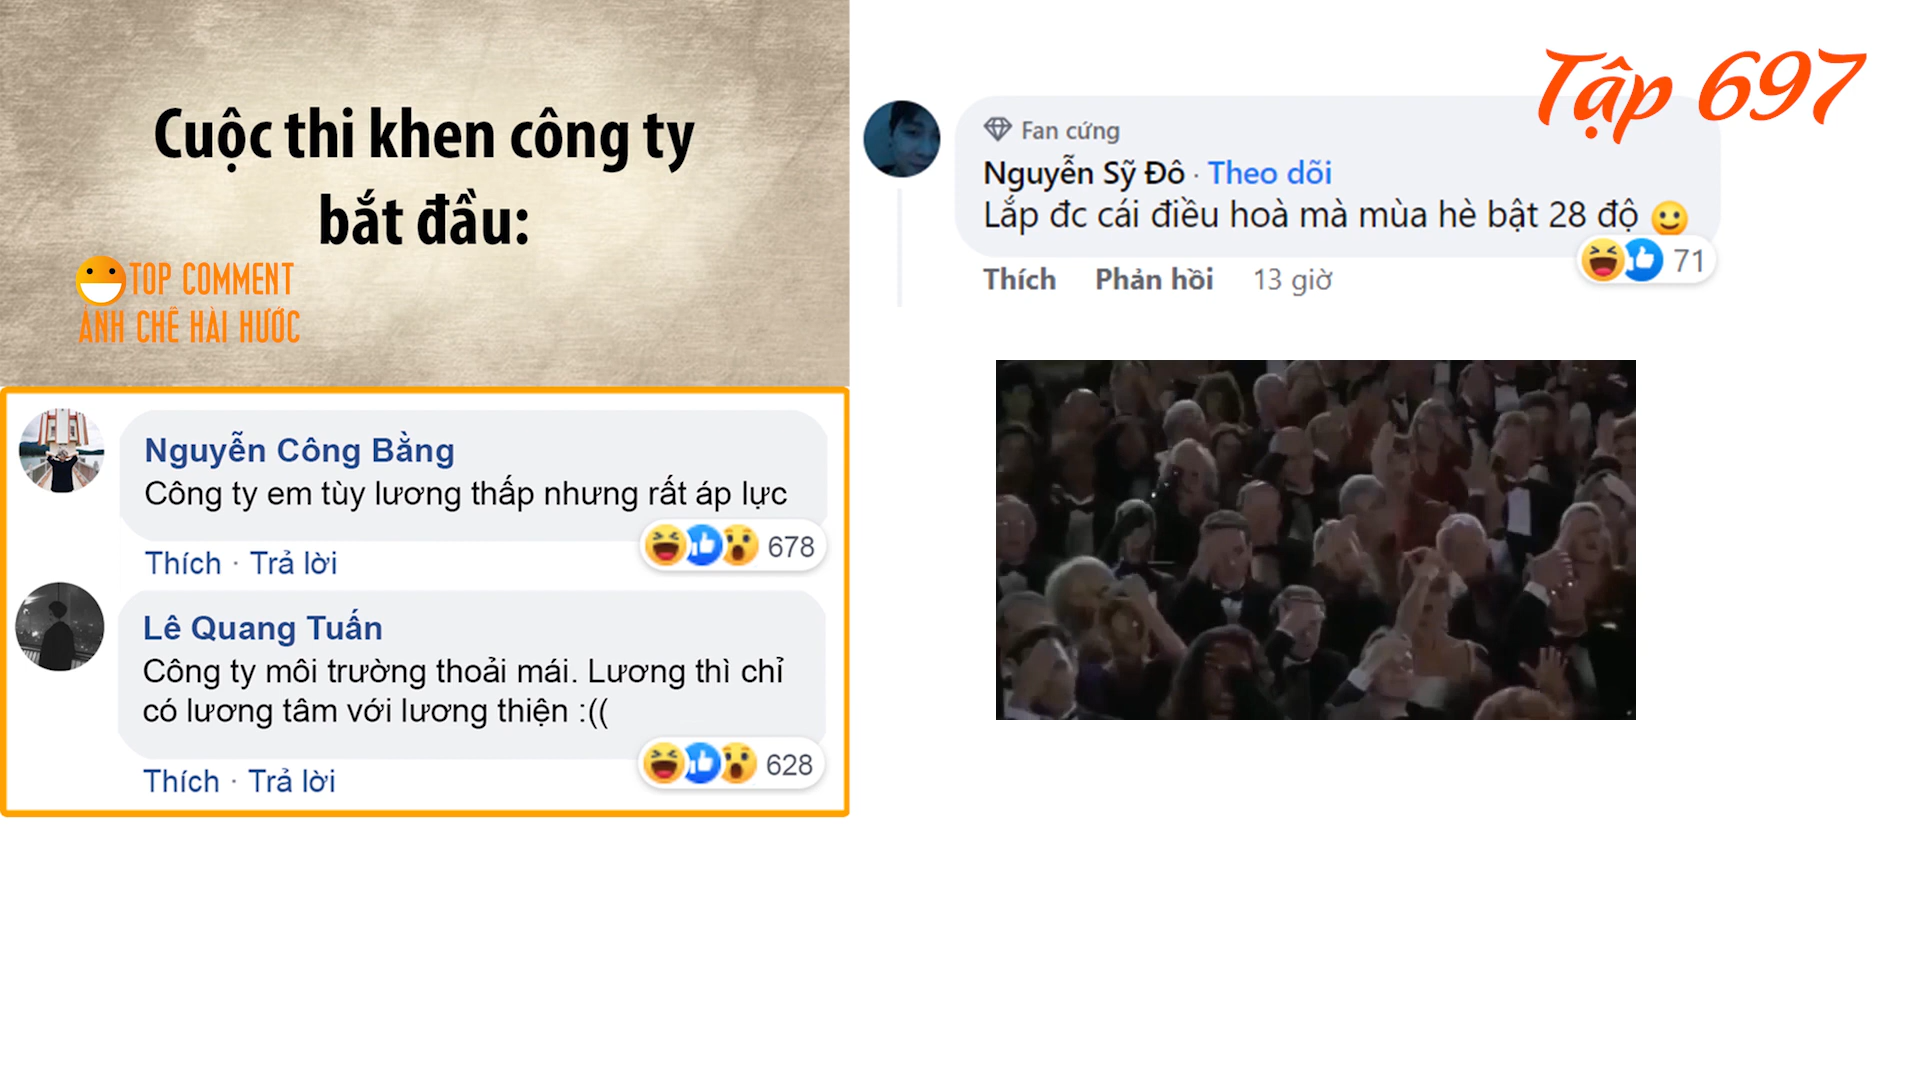 Cuộc thi khen công ty
bắt đầu:
TOP COMMENT
ẢNH CHẾ HÀI HƯỚC
Nguyễn Công Bằng
Công ty em tùy lương thấp nhưng rất áp lực
678
Thích · Trả lời
Lê Quang Tuấn
Công ty môi trường thoải mái. Lương thì chỉ
có lương tâm với lương thiện :((
628
Thích · Trả lời
Tập 697
Fan cứng
Nguyễn Sỹ Đô · Theo dõi
Lắp đc cái điều hoà mà mùa hè bật 28 độ 🙂
71
Thích Phản hồi 13 giờ